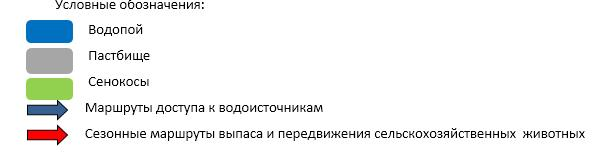 Условные обозначения:
Водопой
Пастбище
Сенокосы
Маршруты доступа к водоисточникам
Сезонные маршруты выпаса и передвижения сельскохозяйственных животных